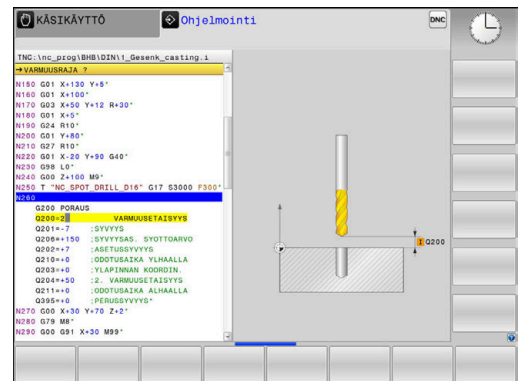 KÄSIKÄYTTÖ
Ohjelmointi
DNC
TNC:\nc_prog\BHB\DIN\1_Gesenk_casting.i
→VARMUUSRAJA ?
N150 G01 X+130 Y+5*
N160 G01 X+100*
N170 G03 X+50 Y+12 R+30*
N180 G01 X+5*
N190 G24 R10*
N200 G01 Y+80*
N210 G27 R10*
N220 G01 X-20 Y+90 G40*
N230 G98 L0*
N240 G00 Z+100 M9*
N250 T "NC_SPOT_DRILL_D16" G17 S3000 F300*
N260
G200 PORAUS
Q200=2 VARMUUSETAISYYS
Q201=-7 ;SYVYYS
Q206=+150 ;SYVYYSAS. SYOTTOARVO
Q202=+7 ;ASETUSSYVYYS
Q210=+0 ;ODOTUSAIKA YLHAALLA
Q203=+0 ;YLAPINNAN KOORDIN.
Q204=+50 ;2. VARMUUSETAISYYS
Q211=+0 ;ODOTUSAIKA ALHAALLA
Q395=+0 ;PERUSSYVYYS*
N270 G00 X+30 Y+70 Z+2*
N280 G79 M8*
N290 G00 G91 X+30 M99*
Q200